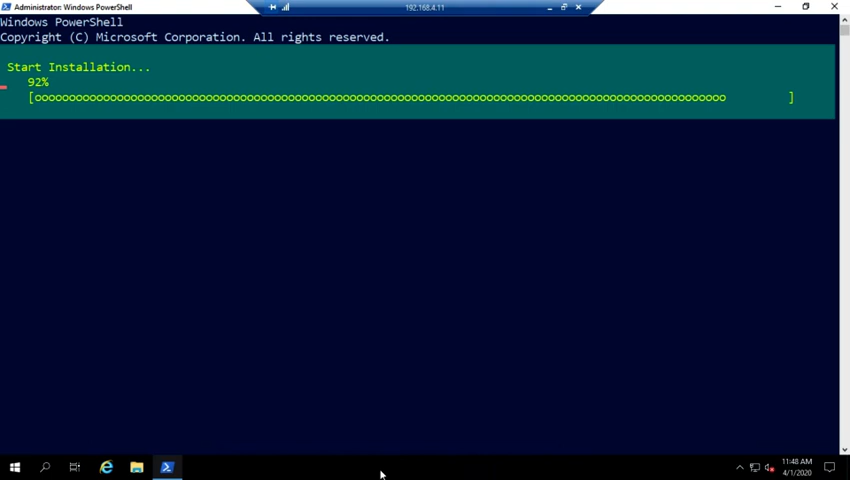 Administrator: Windows PowerShell
192.168.4.11
Windows PowerShell
Copyright (C) Microsoft Corporation. All rights reserved.
Start Installation...
92%
[oooooooooooooooooooooooooooooooooooooooooooooooooooooooooooooooooooooooooooooooooooooooooooooooooooo ]
11:48 AM
4/1/2020